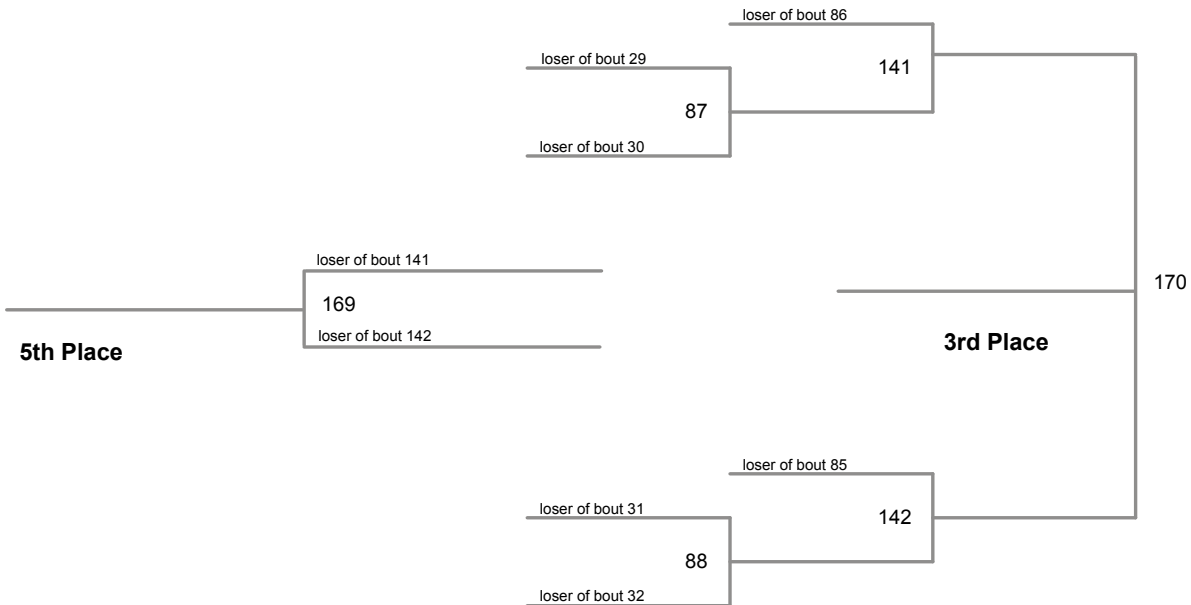 loser of bout 86
loser of bout 29
141
87
loser of bout 30
loser of bout 141
170
169
loser of bout 142
3rd Place
5th Place
loser of bout 85
loser of bout 31
142
88
loser of bout 32